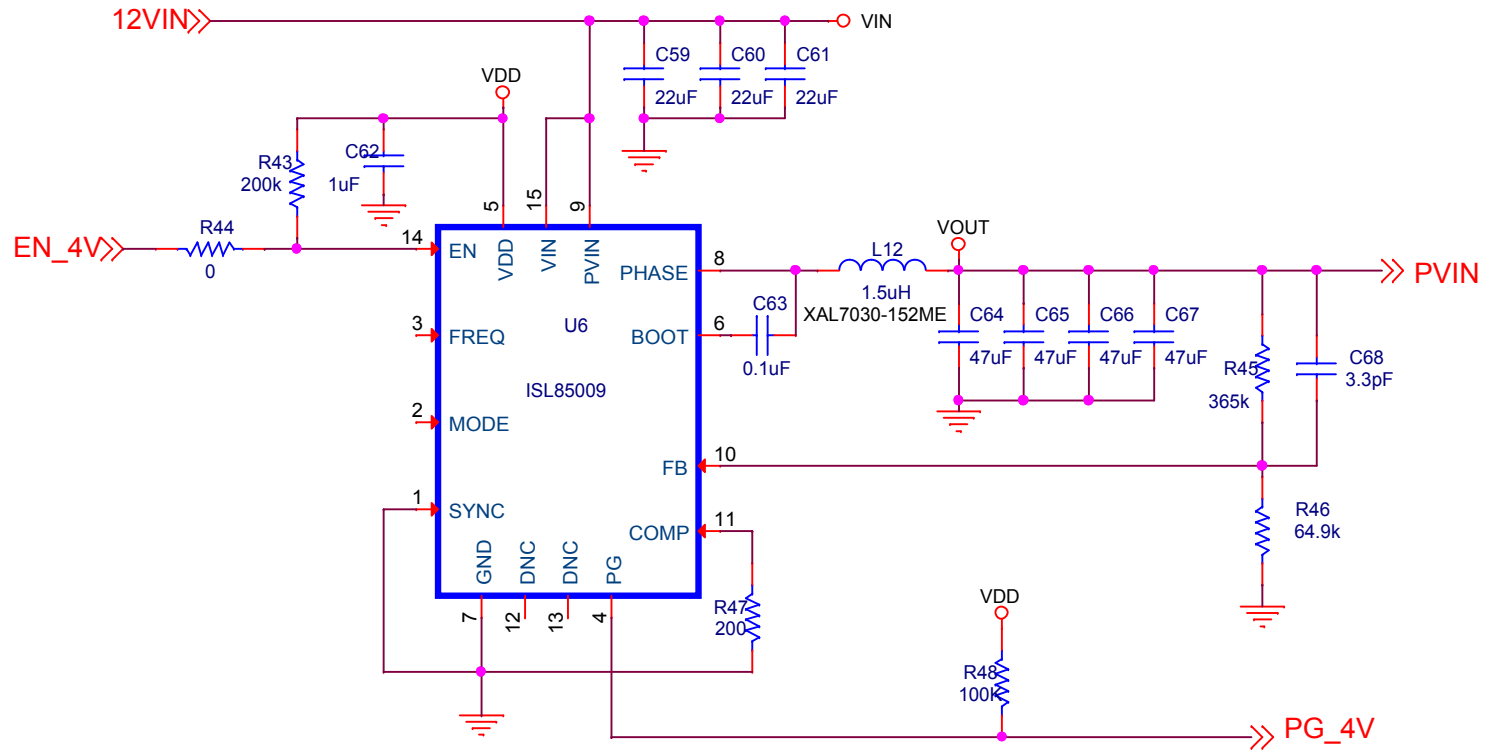 12VIN
VIN
C59
C60
C61
22uF
22uF
22uF
VDD
R43
200k
C62
1uF
5
15
9
R44
0
EN_4V
14
EN
VDD
VIN
PVIN
PHASE
8
VOUT
L12
1.5uH
XAL7030-152ME
PVIN
3
FREQ
U6
BOOT
6
C63
0.1uF
C64
C65
C66
C67
47uF
47uF
47uF
47uF
R45
365k
C68
3.3pF
ISL85009
2
MODE
FB
10
1
SYNC
COMP
11
R46
64.9k
GND
DNC
DNC
PG
7
12
13
4
R47
200
VDD
R48
100K
PG_4V